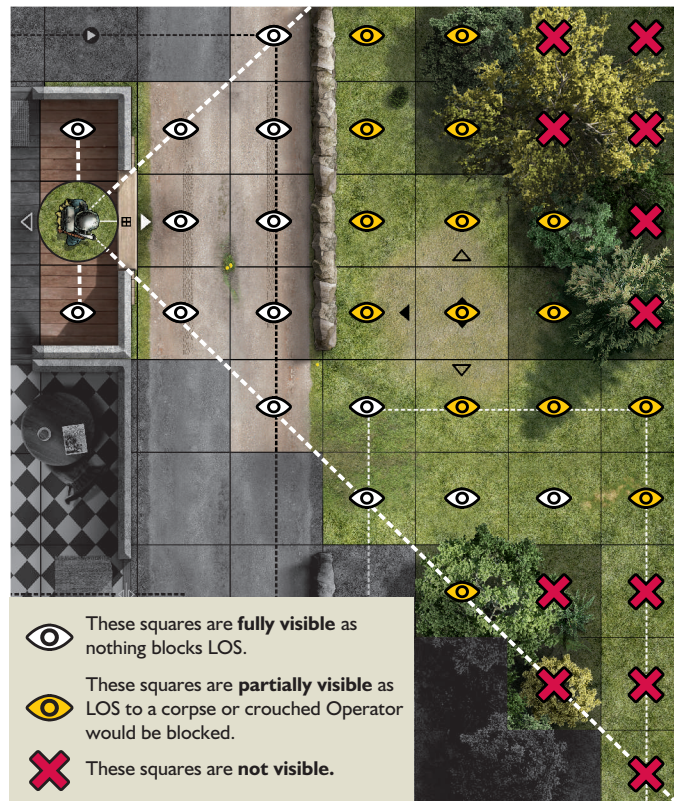 These squares are fully visible as
nothing blocks LOS.
These squares are partially visible as
LOS to a corpse or crouched Operator
would be blocked.
These squares are not visible.